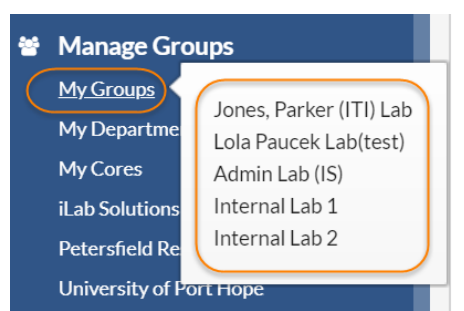 Manage Groups
My Groups
My Departme
My Cores
iLab Solutions
Petersfield Re
University of Port Hope
Jones, Parker (ITI) Lab
Lola Paucek Lab(test)
Admin Lab (IS)
Internal Lab 1
Internal Lab 2